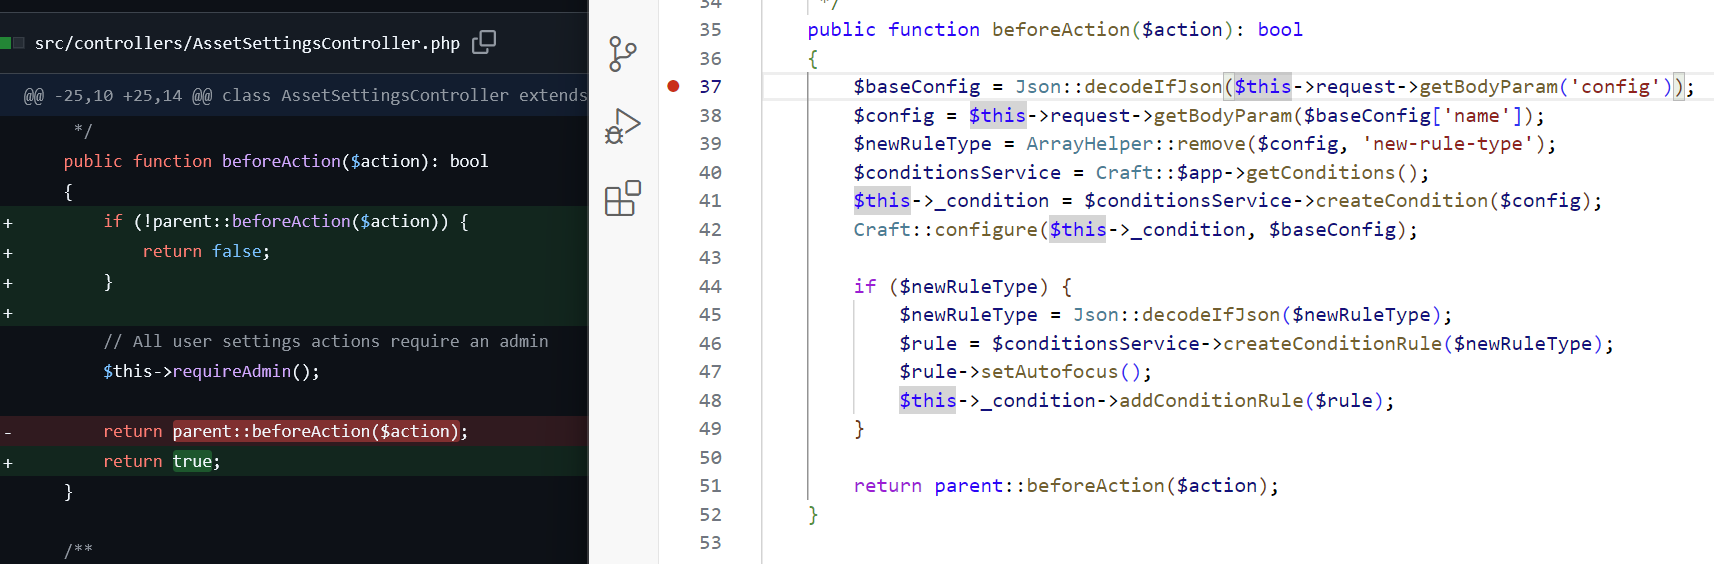 src/controllers/AssetSettingsController.php
@@ -25,10 +25,14 @@ class AssetSettingsController extends
*/
public function beforeAction($action): bool
{
+ if (!parent::beforeAction($action)) {
+ return false;
+ }
+
// All user settings actions require an admin
$this->requireAdmin();
- return parent::beforeAction($action);
+ return true;
}
/**
34 */
35 public function beforeAction($action): bool
36 {
37 $baseConfig = Json::decodeIfJson($this->request->getBodyParam('config'));
38 $config = $this->request->getBodyParam($baseConfig['name']);
39 $newRuleType = ArrayHelper::remove($config, 'new-rule-type');
40 $conditionsService = Craft::$app->getConditions();
41 $this->_condition = $conditionsService->createCondition($config);
42 Craft::configure($this->_condition, $baseConfig);
43
44 if ($newRuleType) {
45 $newRuleType = Json::decodeIfJson($newRuleType);
46 $rule = $conditionsService->createConditionRule($newRuleType);
47 $rule->setAutofocus();
48 $this->_condition->addConditionRule($rule);
49 }
50
51 return parent::beforeAction($action);
52 }
53